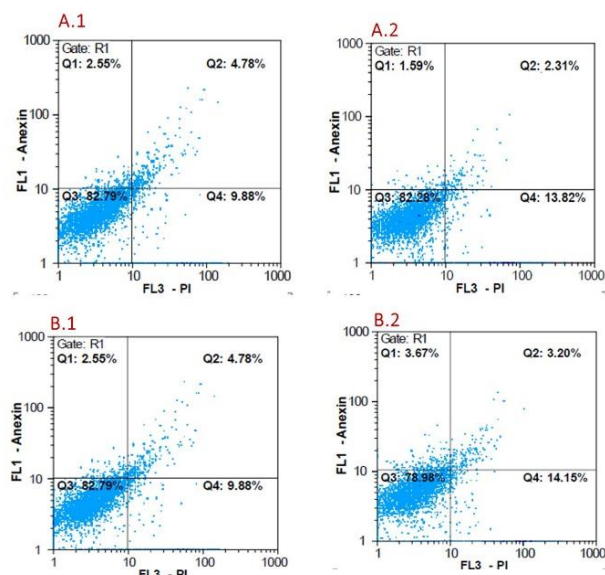 A.1
1000
Gate: R1
Q1: 2.55%
Q2: 4.78%
100
FL1 - Anexin
10
Q3: 82.79%
Q4: 9.88%
1
1
10
100
1000
FL3 - PI
A.2
1000
Gate: R1
Q1: 1.59%
Q2: 2.31%
100
FL1 - Anexin
10
Q3: 82.28%
Q4: 13.82%
1
1
10
100
1000
FL3 - PI
B.1
1000
Gate: R1
Q1: 2.55%
Q2: 4.78%
100
FL1 - Anexin
10
Q3: 82.79%
Q4: 9.88%
1
1
10
100
1000
FL3 - PI
B.2
1000
Gate: R1
Q1: 3.67%
Q2: 3.20%
100
FL1 - Anexin
10
Q3: 78.98%
Q4: 14.15%
1
1
10
100
1000
FL3 - PI